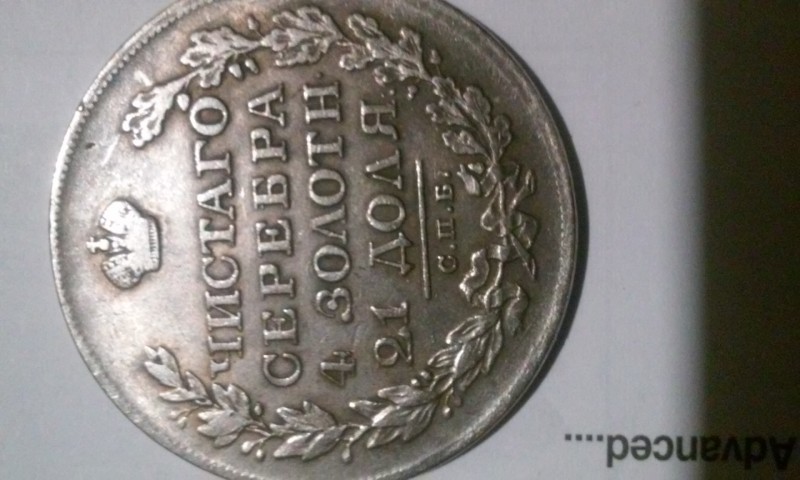 ЧИСТАГО
СЕРЕБРА
4 ЗОЛОТН.
21 ДОЛЯ
С.П.Б.
Advanced....